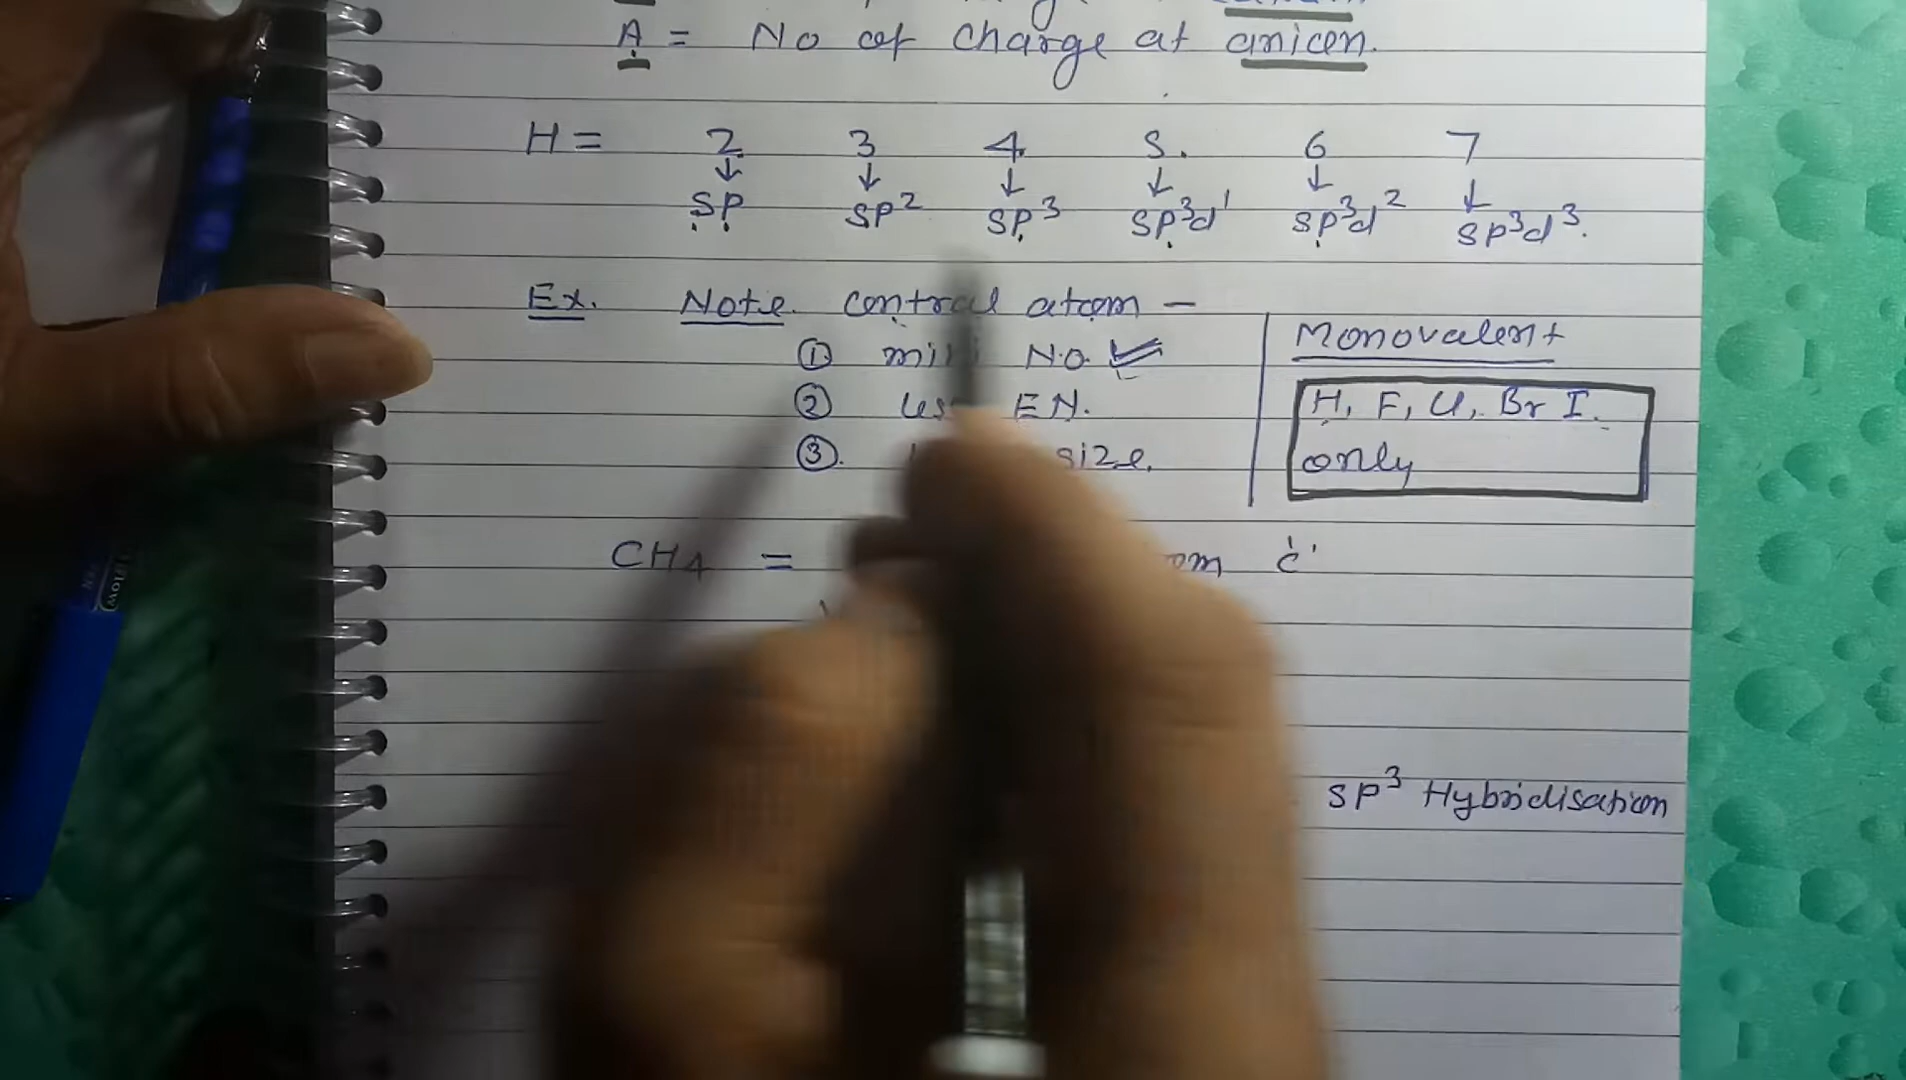 A = No of charge at anion.
H = 2 3 4. 5. 6 7
↓ ↓ ↓ ↓ ↓ ↓
SP SP² SP³ SP³d¹ SP³d² SP³d³.
Ex. Note. central atom —
① N.O.
② EN.
③. size.
Monovalent
H, F, Cl, Br I.
only
CH4 = 'c'
SP³ Hybridisation